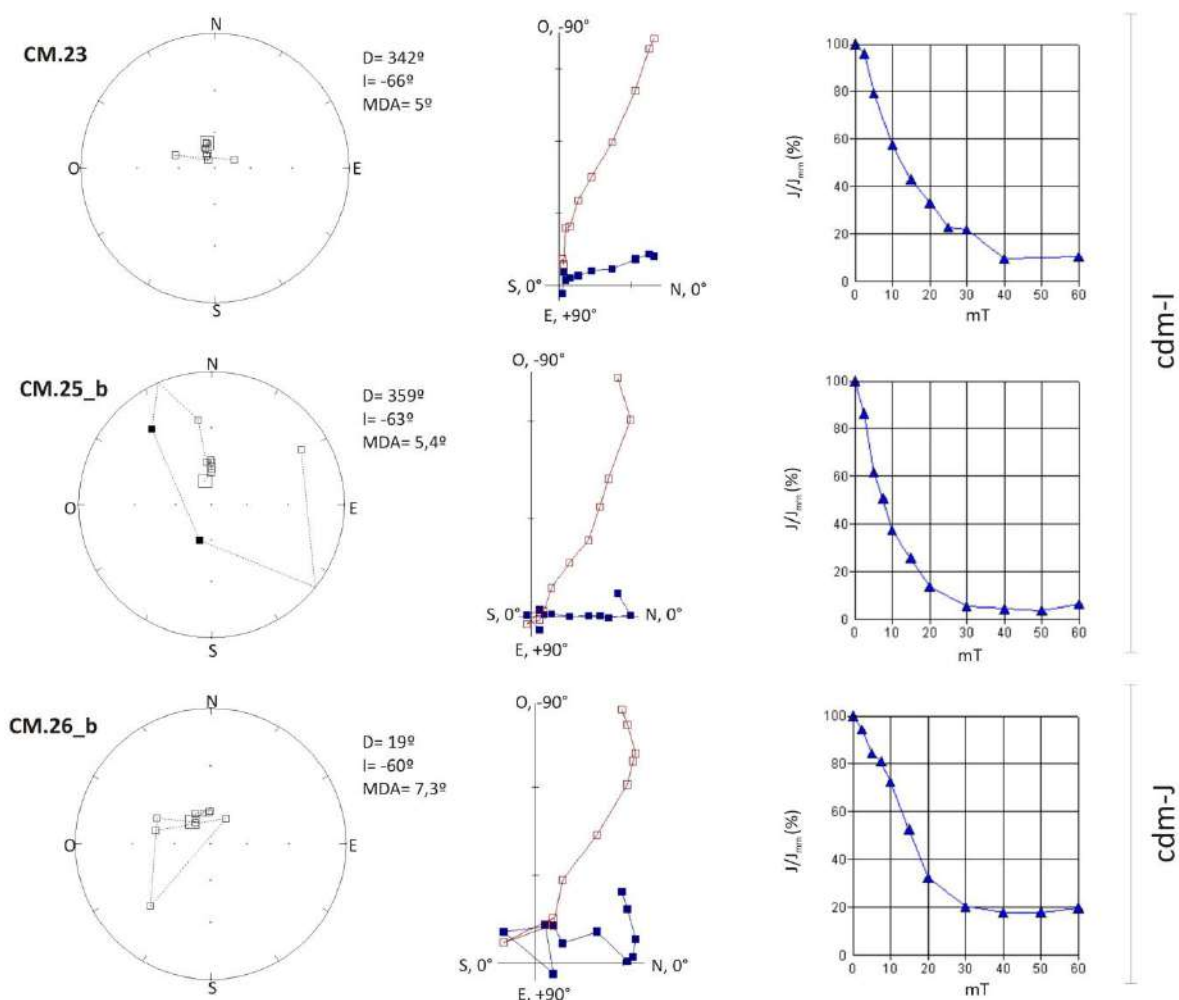 CM.23
N
O
E
S
D= 342º
I= -66º
MDA= 5º
O, -90°
S, 0°
N, 0°
E, +90°
J/Jnrn (%)
100
80
60
40
20
0
0 10 20 30 40 50 60
mT
CM.25_b
N
O
E
S
D= 359º
I= -63º
MDA= 5,4º
O, -90°
S, 0°
N, 0°
E, +90°
J/Jnrn (%)
100
80
60
40
20
0
0 10 20 30 40 50 60
mT
cdm-I
CM.26_b
N
O
E
S
D= 19º
I= -60º
MDA= 7,3º
O, -90°
S, 0°
N, 0°
E, +90°
J/Jnrn (%)
100
80
60
40
20
0
0 10 20 30 40 50 60
mT
cdm-J